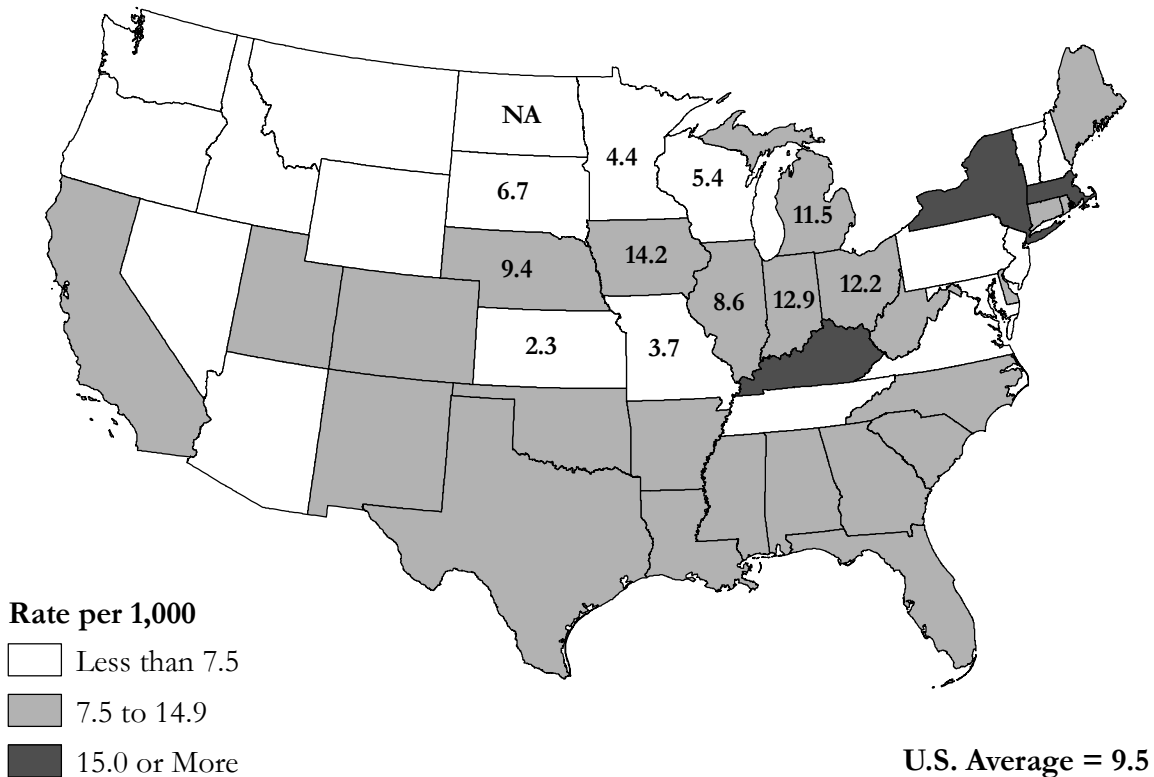 NA
4.4
5.4
6.7
11.5
14.2
9.4
12.2
8.6
12.9
2.3
3.7
Rate per 1,000
Less than 7.5
7.5 to 14.9
15.0 or More
U.S. Average = 9.5